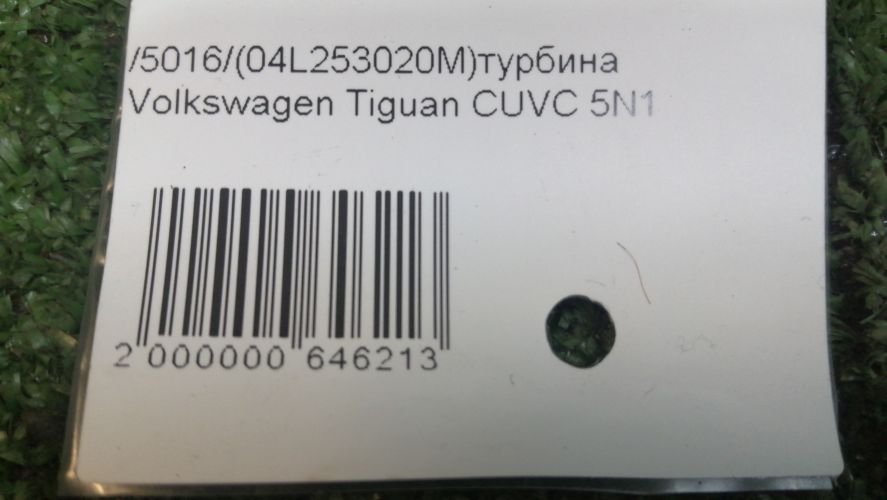 /5016/(04L253020M)турбина
Volkswagen Tiguan CUVC 5N1
2 000000 646213